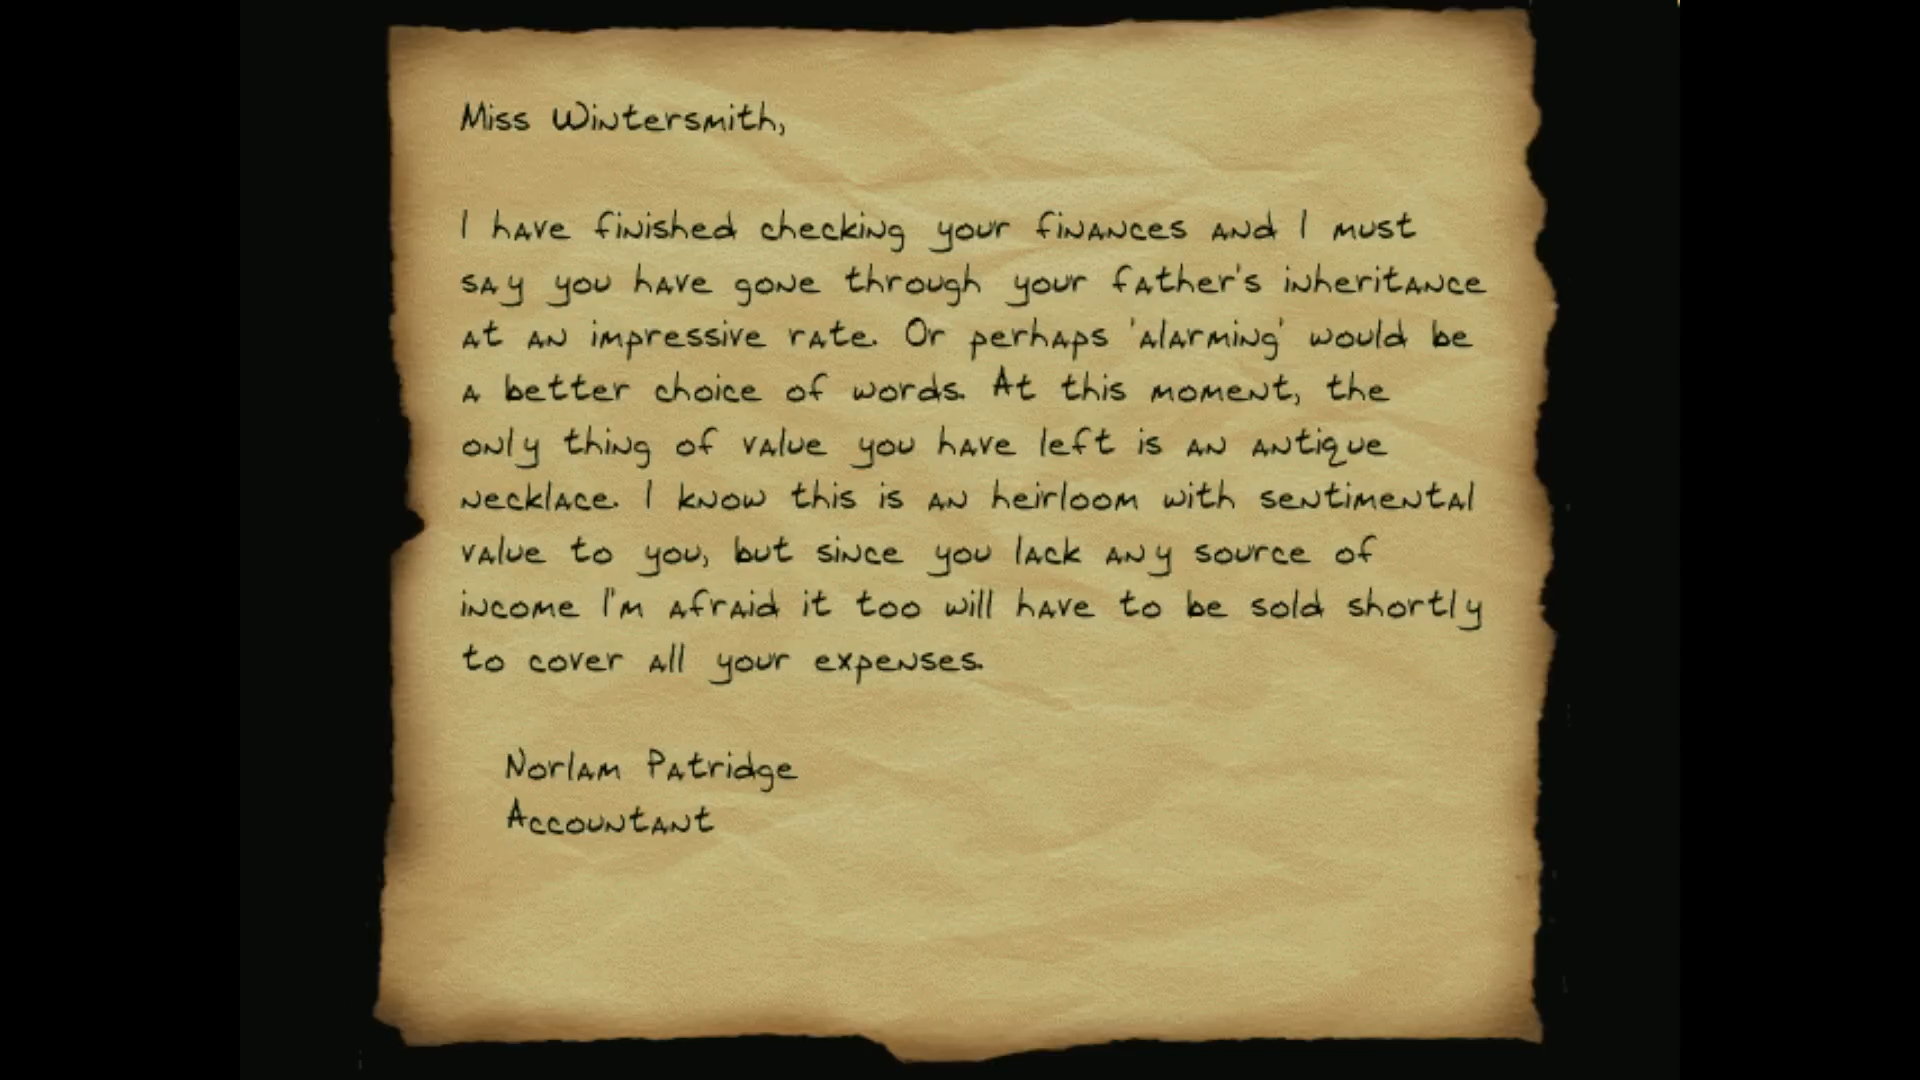 Miss Wintersmith,
I have finished checking your finances and I must
say you have gone through your father's inheritance
at an impressive rate. Or perhaps 'alarming' would be
a better choice of words. At this moment, the
only thing of value you have left is an antique
necklace. I know this is an heirloom with sentimental
value to you, but since you lack any source of
income I'm afraid it too will have to be sold shortly
to cover all your expenses.
Norlam Patridge
Accountant